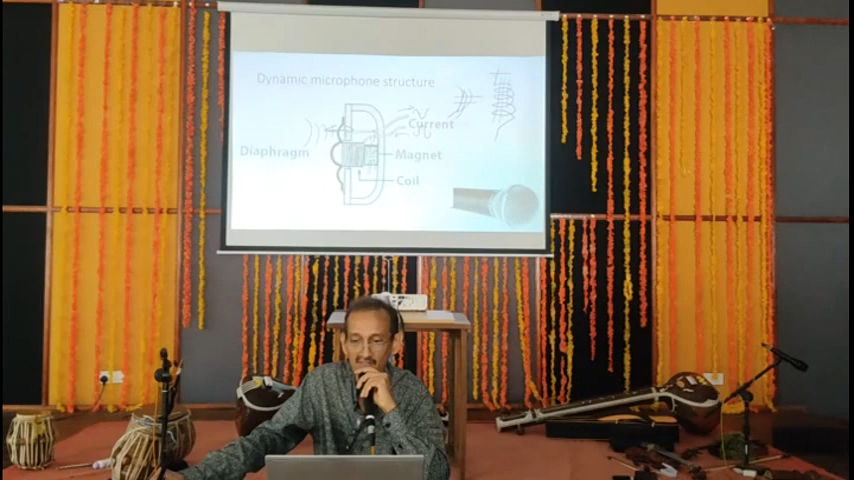 Dynamic microphone structure
Current
Diaphragm
Magnet
Coil